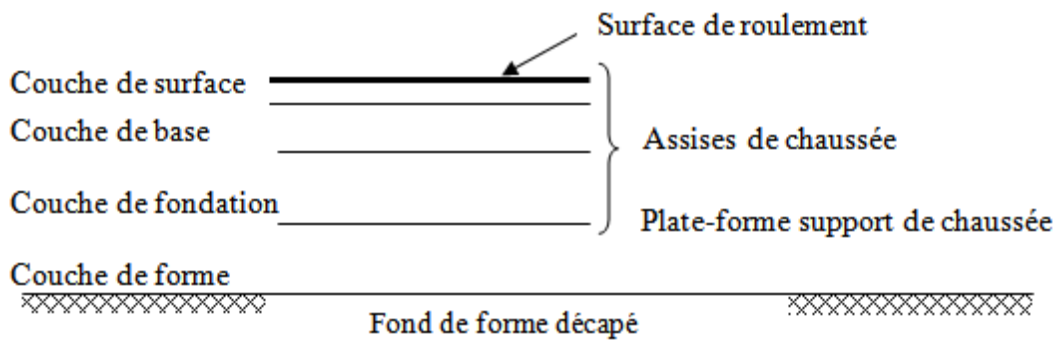 Surface de roulement
Couche de surface
Couche de base
Assises de chaussée
Couche de fondation
Plate-forme support de chaussée
Couche de forme
Fond de forme décapé